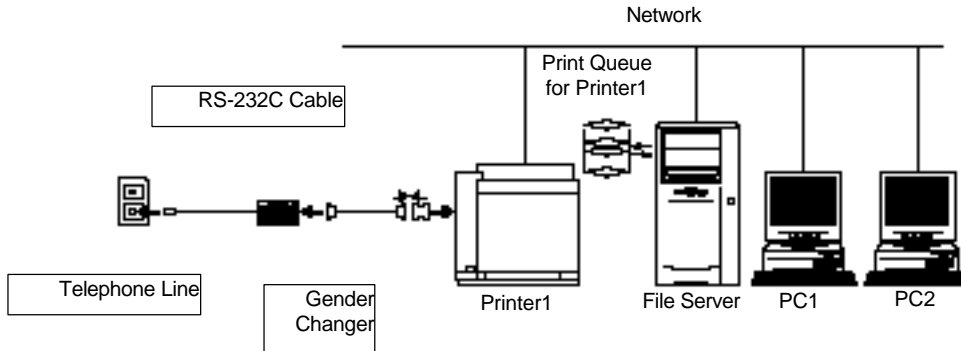 Network
Print Queue
for Printer1
RS-232C Cable
Telephone Line
Gender
Changer
Printer1
File Server
PC1
PC2